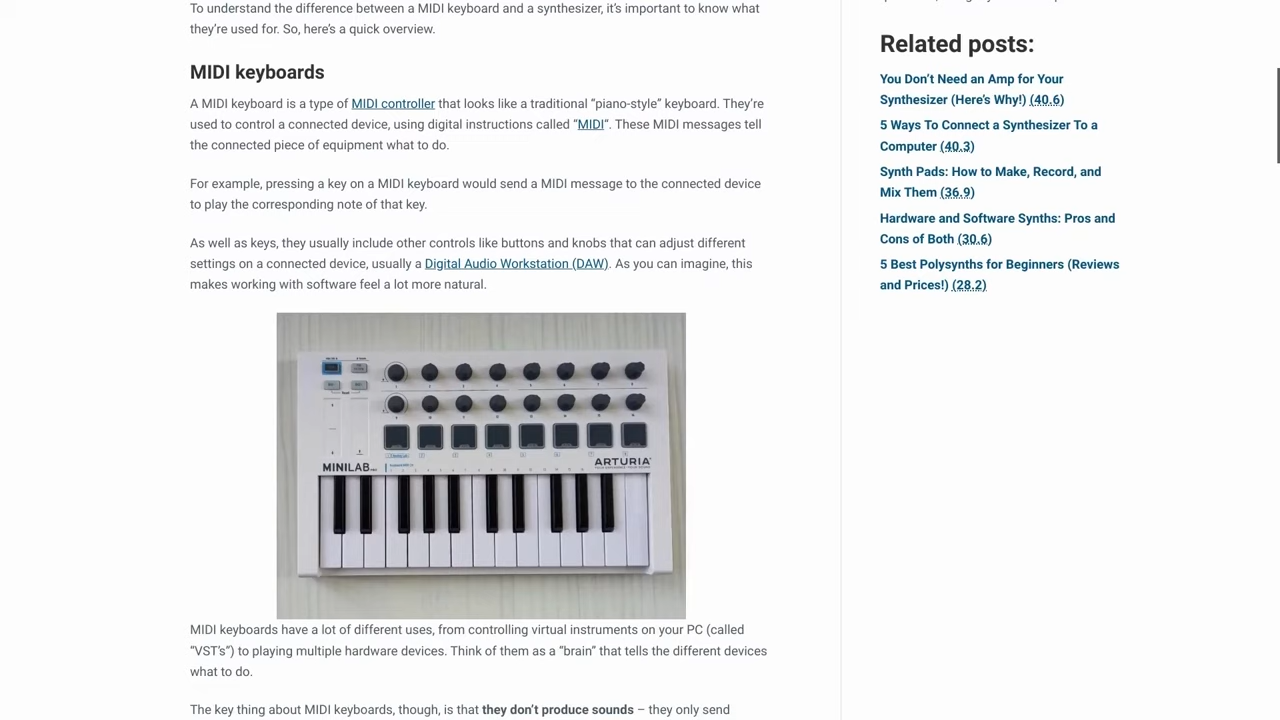 To understand the difference between a MIDI keyboard and a synthesizer, it’s important to know what
they’re used for. So, here’s a quick overview.
MIDI keyboards
A MIDI keyboard is a type of MIDI controller that looks like a traditional “piano-style” keyboard. They’re
used to control a connected device, using digital instructions called “MIDI“. These MIDI messages tell
the connected piece of equipment what to do.
For example, pressing a key on a MIDI keyboard would send a MIDI message to the connected device
to play the corresponding note of that key.
As well as keys, they usually include other controls like buttons and knobs that can adjust different
settings on a connected device, usually a Digital Audio Workstation (DAW). As you can imagine, this
makes working with software feel a lot more natural.
MINILAB
ARTURIA
MIDI keyboards have a lot of different uses, from controlling virtual instruments on your PC (called
“VST’s”) to playing multiple hardware devices. Think of them as a “brain” that tells the different devices
what to do.
The key thing about MIDI keyboards, though, is that they don’t produce sounds – they only send
Related posts:
You Don’t Need an Amp for Your
Synthesizer (Here’s Why!) (40.6)
5 Ways To Connect a Synthesizer To a
Computer (40.3)
Synth Pads: How to Make, Record, and
Mix Them (36.9)
Hardware and Software Synths: Pros and
Cons of Both (30.6)
5 Best Polysynths for Beginners (Reviews
and Prices!) (28.2)